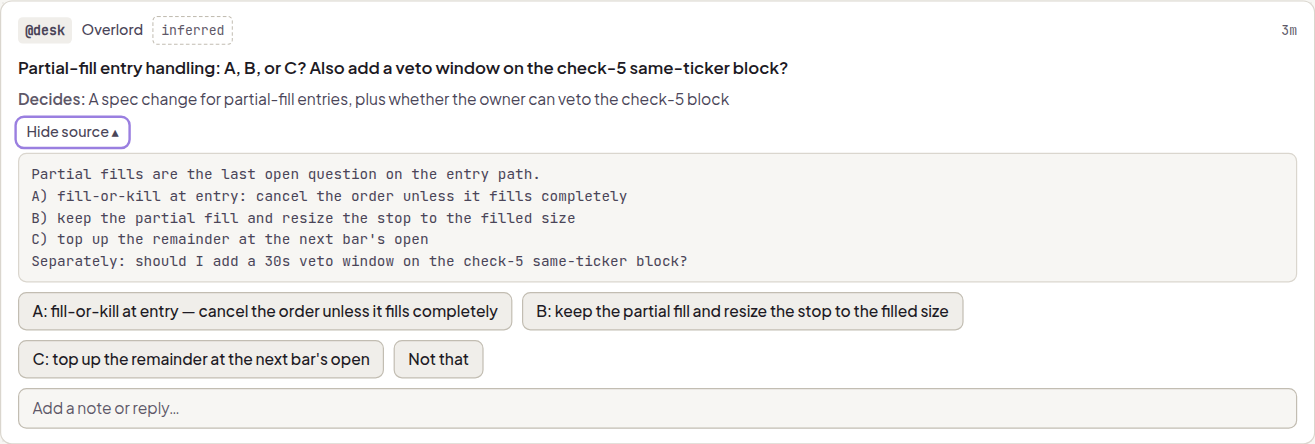 @desk Overlord inferred 3m
Partial-fill entry handling: A, B, or C? Also add a veto window on the check-5 same-ticker block?
Decides: A spec change for partial-fill entries, plus whether the owner can veto the check-5 block
Hide source ▴
Partial fills are the last open question on the entry path.
A) fill-or-kill at entry: cancel the order unless it fills completely
B) keep the partial fill and resize the stop to the filled size
C) top up the remainder at the next bar's open
Separately: should I add a 30s veto window on the check-5 same-ticker block?
A: fill-or-kill at entry — cancel the order unless it fills completely B: keep the partial fill and resize the stop to the filled size
C: top up the remainder at the next bar's open Not that
Add a note or reply...